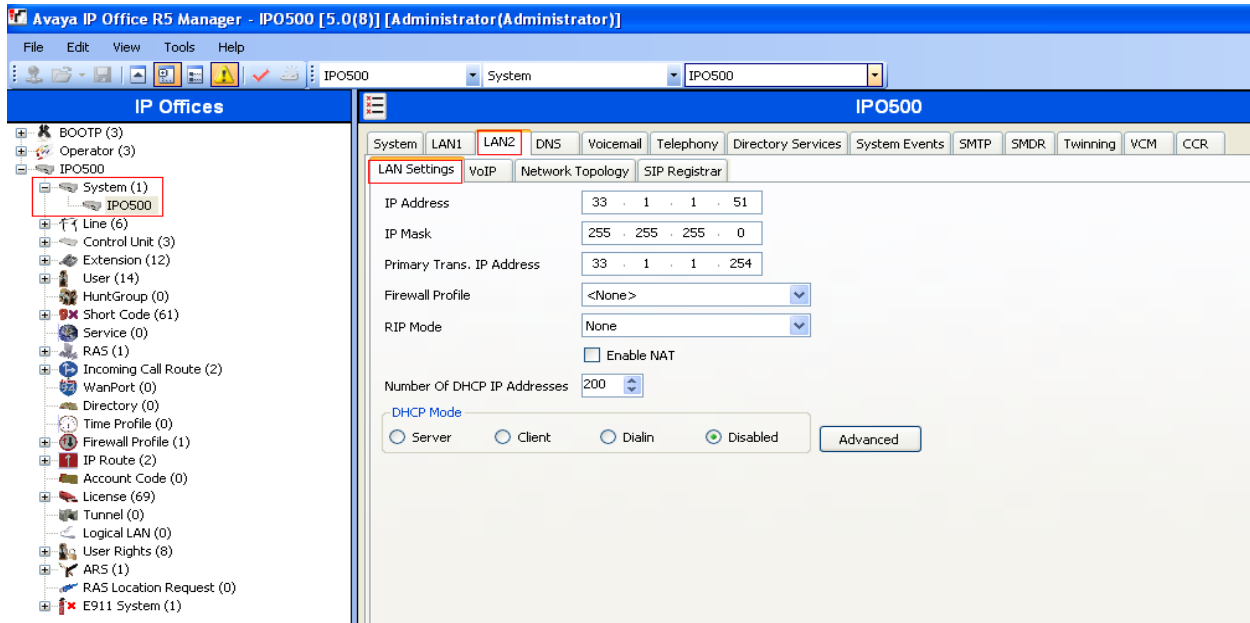 Avaya IP Office R5 Manager - IPO500 [5.0(8)] [Administrator(Administrator)]
File Edit View Tools Help
IPO500 System IPO500
IP Offices
BOOTP (3)
Operator (3)
IPO500
System (1)
IPO500
Line (6)
Control Unit (3)
Extension (12)
User (14)
HuntGroup (0)
Short Code (61)
Service (0)
RAS (1)
Incoming Call Route (2)
WanPort (0)
Directory (0)
Time Profile (0)
Firewall Profile (1)
IP Route (2)
Account Code (0)
License (69)
Tunnel (0)
Logical LAN (0)
User Rights (8)
ARS (1)
RAS Location Request (0)
E911 System (1)
IPO500
System LAN1 LAN2 DNS Voicemail Telephony Directory Services System Events SMTP SMDR Twinning VCM CCR
LAN Settings VoIP Network Topology SIP Registrar
IP Address 33 . 1 . 1 . 51
IP Mask 255 . 255 . 255 . 0
Primary Trans. IP Address 33 . 1 . 1 . 254
Firewall Profile <None>
RIP Mode None
Enable NAT
Number Of DHCP IP Addresses 200
DHCP Mode
Server Client Dialin Disabled Advanced